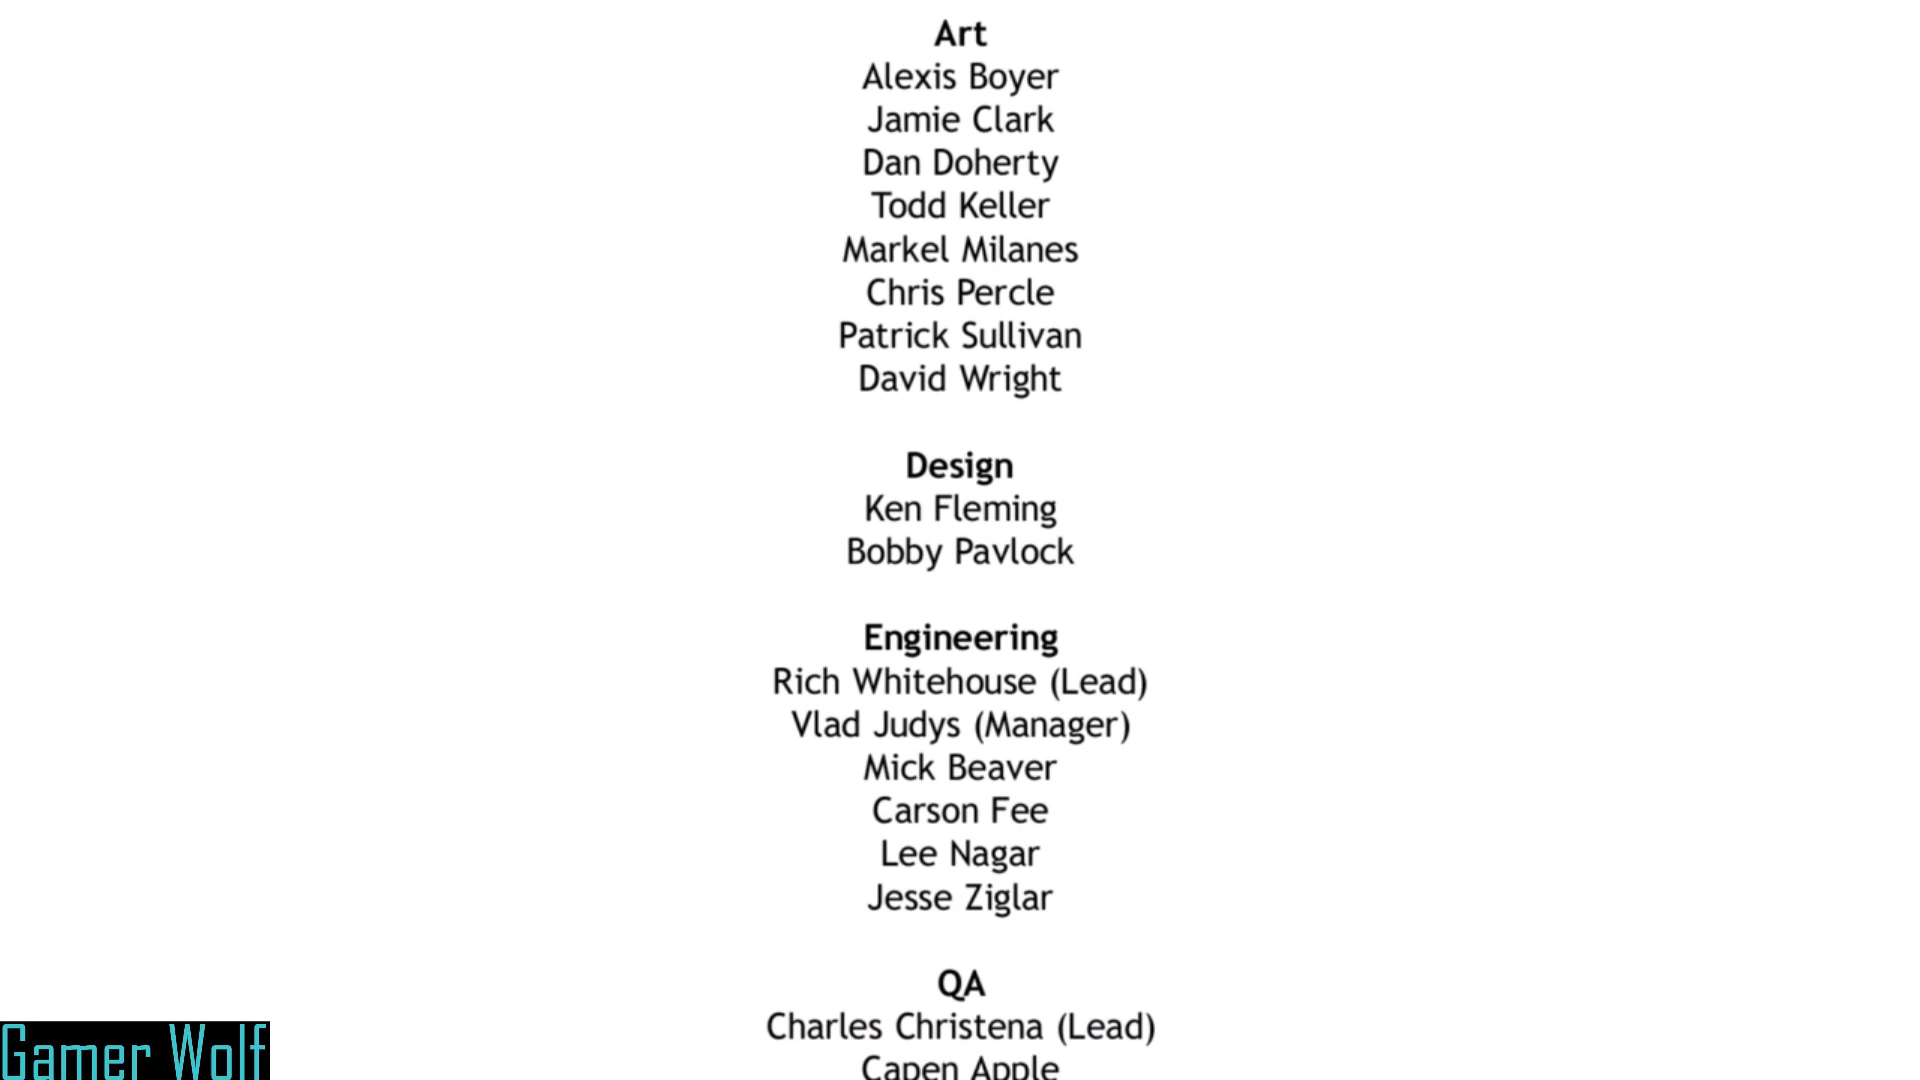 Art
Alexis Boyer
Jamie Clark
Dan Doherty
Todd Keller
Markel Milanes
Chris Percle
Patrick Sullivan
David Wright
Design
Ken Fleming
Bobby Pavlock
Engineering
Rich Whitehouse (Lead)
Vlad Judys (Manager)
Mick Beaver
Carson Fee
Lee Nagar
Jesse Ziglar
QA
Charles Christena (Lead)
Capen Apple
Gamer Wolf